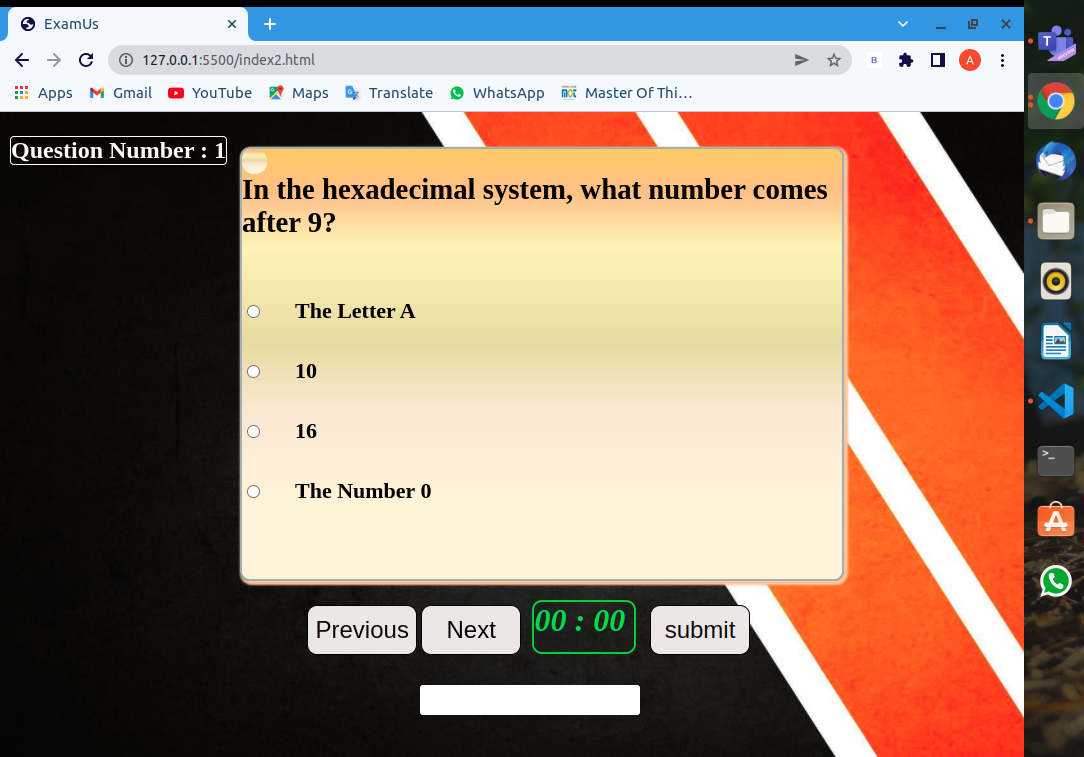 ExamUs
127.0.0.1:5500/index2.html
B
A
Apps
Gmail
YouTube
Maps
Translate
WhatsApp
Master Of Thi...
Question Number : 1
In the hexadecimal system, what number comes
after 9?
The Letter A
10
16
The Number 0
Previous
Next
00 : 00
submit